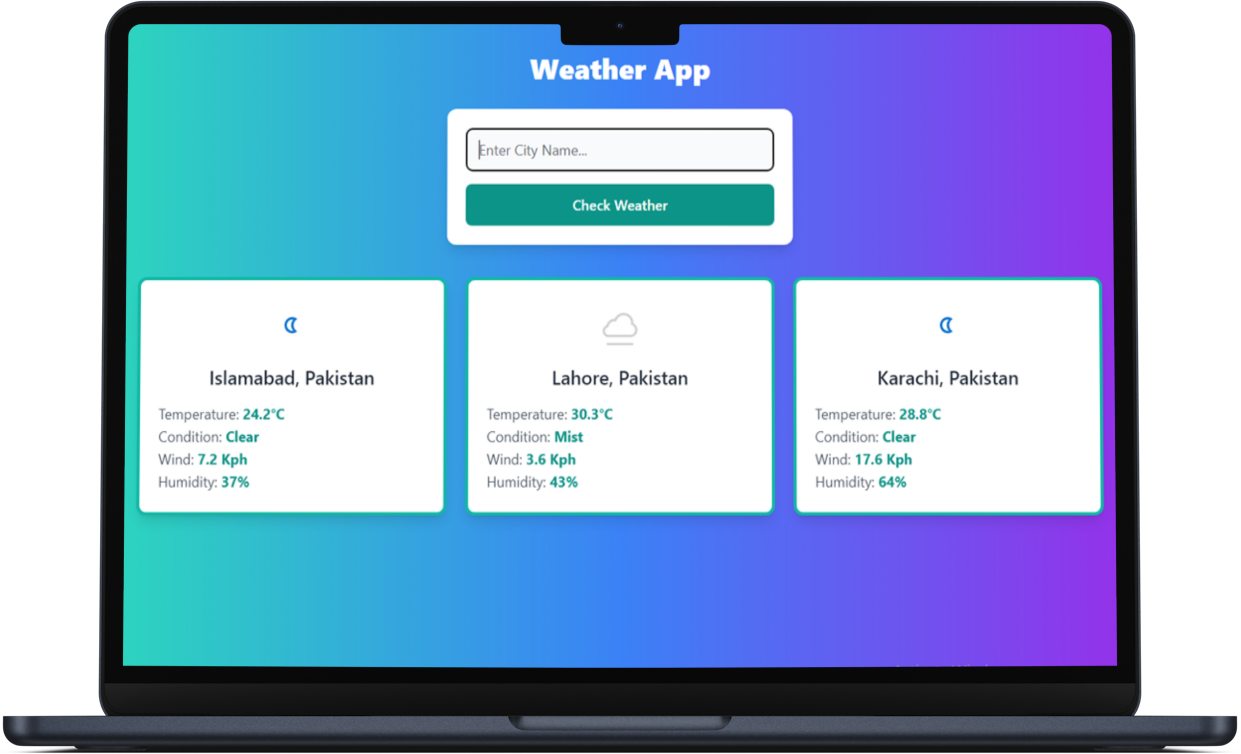 Weather App
Enter City Name...
Check Weather
Islamabad, Pakistan
Temperature: 24.2°C
Condition: Clear
Wind: 7.2 Kph
Humidity: 37%
Lahore, Pakistan
Temperature: 30.3°C
Condition: Mist
Wind: 3.6 Kph
Humidity: 43%
Karachi, Pakistan
Temperature: 28.8°C
Condition: Clear
Wind: 17.6 Kph
Humidity: 64%